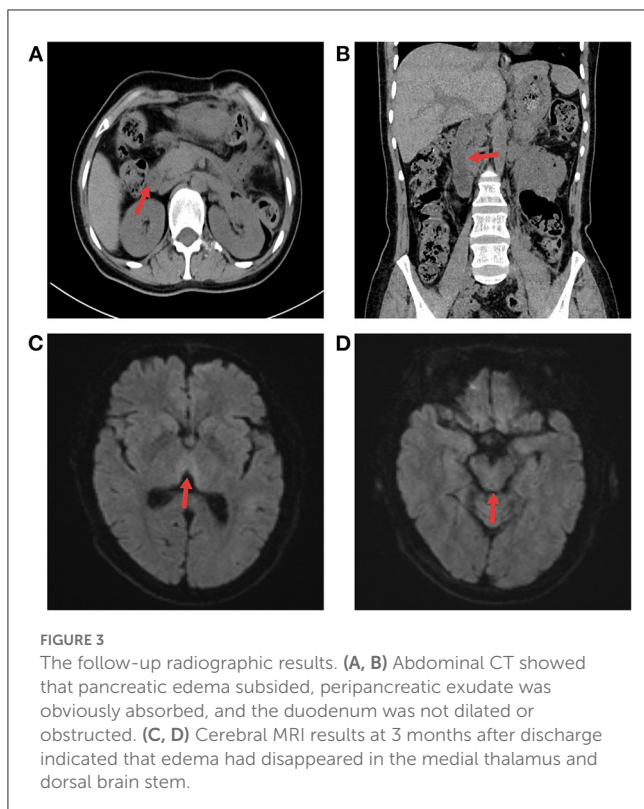 A
B
C
D
FIGURE 3
The follow-up radiographic results. (A, B) Abdominal CT showed
that pancreatic edema subsided, peripancreatic exudate was
obviously absorbed, and the duodenum was not dilated or
obstructed. (C, D) Cerebral MRI results at 3 months after discharge
indicated that edema had disappeared in the medial thalamus and
dorsal brain stem.